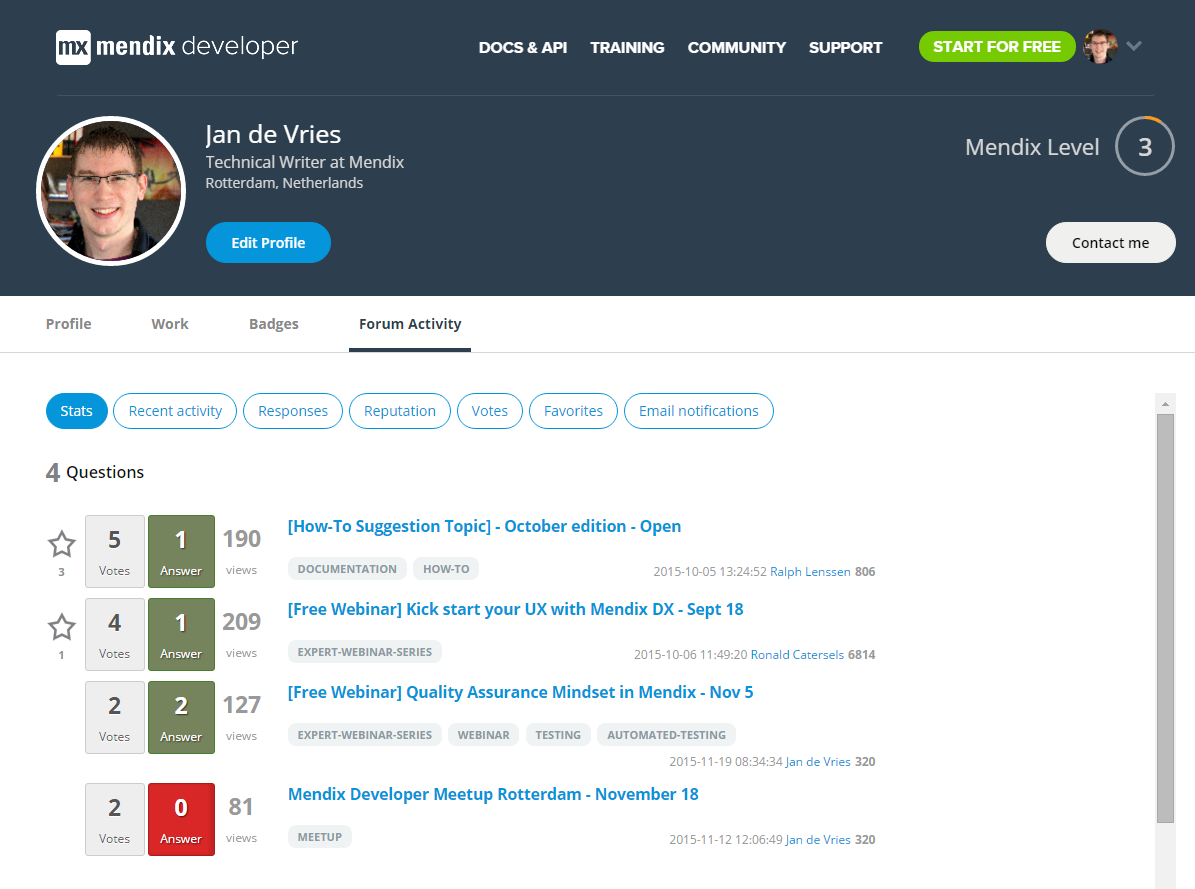 mx mendix developer
DOCS & API TRAINING COMMUNITY SUPPORT START FOR FREE
Jan de Vries
Technical Writer at Mendix
Rotterdam, Netherlands
Mendix Level 3
Edit Profile
Contact me
Profile Work Badges Forum Activity
Stats Recent activity Responses Reputation Votes Favorites Email notifications
4 Questions
5 1 190 [How-To Suggestion Topic] - October edition - Open
3 Votes Answer views DOCUMENTATION HOW-TO 2015-10-05 13:24:52 Ralph Lenssen 806
4 1 209 [Free Webinar] Kick start your UX with Mendix DX - Sept 18
1 Votes Answer views EXPERT-WEBINAR-SERIES 2015-10-06 11:49:20 Ronald Catersels 6814
2 2 127 [Free Webinar] Quality Assurance Mindset in Mendix - Nov 5
Votes Answer views EXPERT-WEBINAR-SERIES WEBINAR TESTING AUTOMATED-TESTING
2015-11-19 08:34:34 Jan de Vries 320
2 0 81 Mendix Developer Meetup Rotterdam - November 18
Votes Answer views MEETUP 2015-11-12 12:06:49 Jan de Vries 320